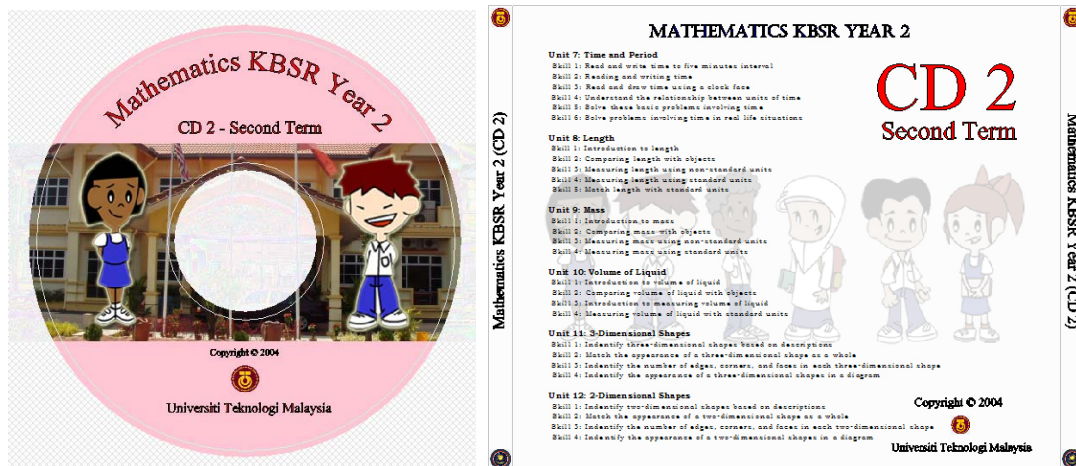 Mathematics KBSR Year 2
CD 2 - Second Term
Copyright © 2004
Universiti Teknologi Malaysia
Mathematics KBSR Year 2 (CD 2)
MATHEMATICS KBSR YEAR 2
CD 2
Second Term
Unit 7: Time and Period
Skill 1: Read and write time to five minutes interval
Skill 2: Reading and writing time
Skill 3: Read and draw time using a clock face
Skill 4: Understand the relationship between units of time
Skill 5: Solve these basic problems involving time
Skill 6: Solve problems involving time in real life situations
Unit 8: Length
Skill 1: Introduction to length
Skill 2: Comparing length with objects
Skill 3: Measuring length using non-standard units
Skill 4: Measuring length using standard units
Skill 5: Match length with standard units
Unit 9: Mass
Skill 1: Introduction to mass
Skill 2: Comparing mass with objects
Skill 3: Measuring mass using non-standard units
Skill 4: Measuring mass using standard units
Unit 10: Volume of Liquid
Skill 1: Introduction to volume of liquid
Skill 2: Comparing volume of liquid with objects
Skill 3: Introduction to measuring volume of liquid
Skill 4: Measuring volume of liquid with standard units
Unit 11: 3-Dimensional Shapes
Skill 1: Indentify three-dimensional shapes based on descriptions
Skill 2: Match the appearance of a three-dimensional shape as a whole
Skill 3: Indentify the number of edges, corners, and faces in each three-dimensional shape
Skill 4: Indentify the appearance of a three-dimensional shapes in a diagram
Unit 12: 2-Dimensional Shapes
Skill 1: Indentify two-dimensional shapes based on descriptions
Skill 2: Match the appearance of a two-dimensional shape as a whole
Skill 3: Indentify the number of edges, corners, and faces in each two-dimensional shape
Skill 4: Indentify the appearance of a two-dimensional shapes in a diagram
Copyright © 2004
Universiti Teknologi Malaysia
Mathematics KBSR Year 2 (CD 2)